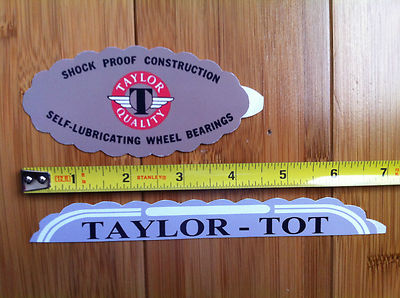 SHOCK PROOF CONSTRUCTION
TAYLOR
T
QUALITY
SELF-LUBRICATING WHEEL BEARINGS
1 2 STANLEY® 3 4 5 6 7
TAYLOR - TOT